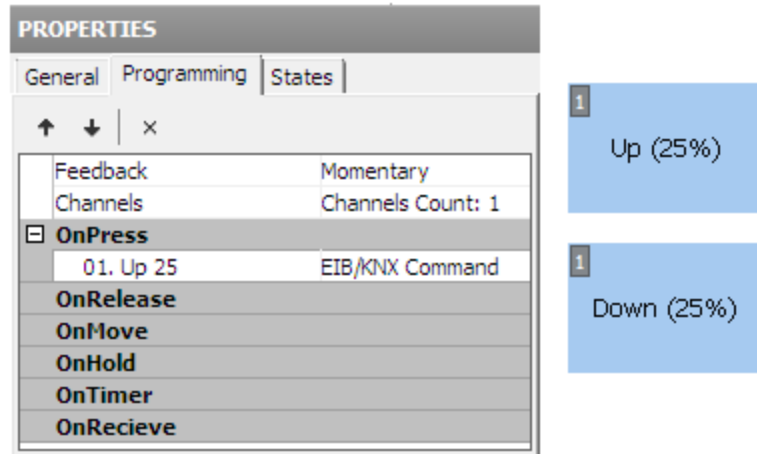 PROPERTIES
General Programming States
Feedback Momentary
Channels Channels Count: 1
OnPress
01. Up 25 EIB/KNX Command
OnRelease
OnMove
OnHold
OnTimer
OnRecieve
1
Up (25%)
1
Down (25%)